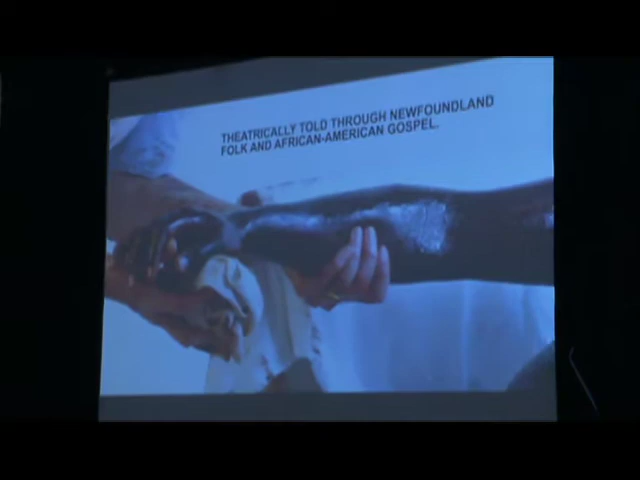 THEATRICALLY TOLD THROUGH NEWFOUNDLAND
FOLK AND AFRICAN-AMERICAN GOSPEL.